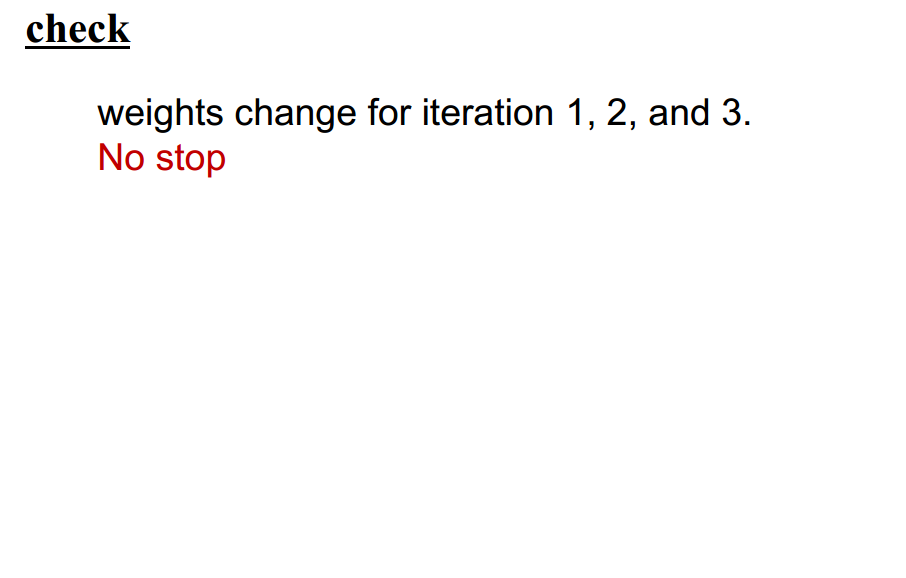 check
weights change for iteration 1, 2, and 3.
No stop